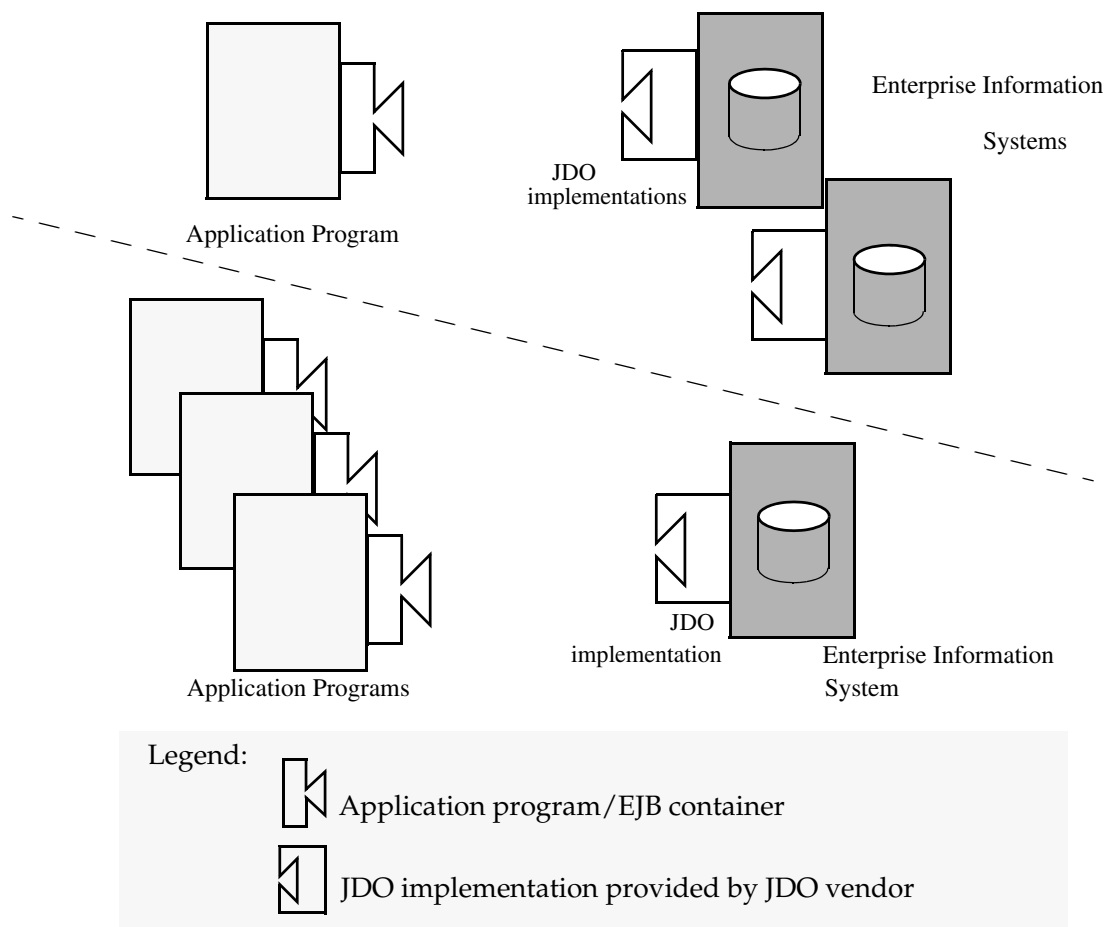 Enterprise Information
Systems
JDO
implementations
Application Program
JDO
implementation
Enterprise Information
System
Application Programs
Legend:
Application program/EJB container
JDO implementation provided by JDO vendor